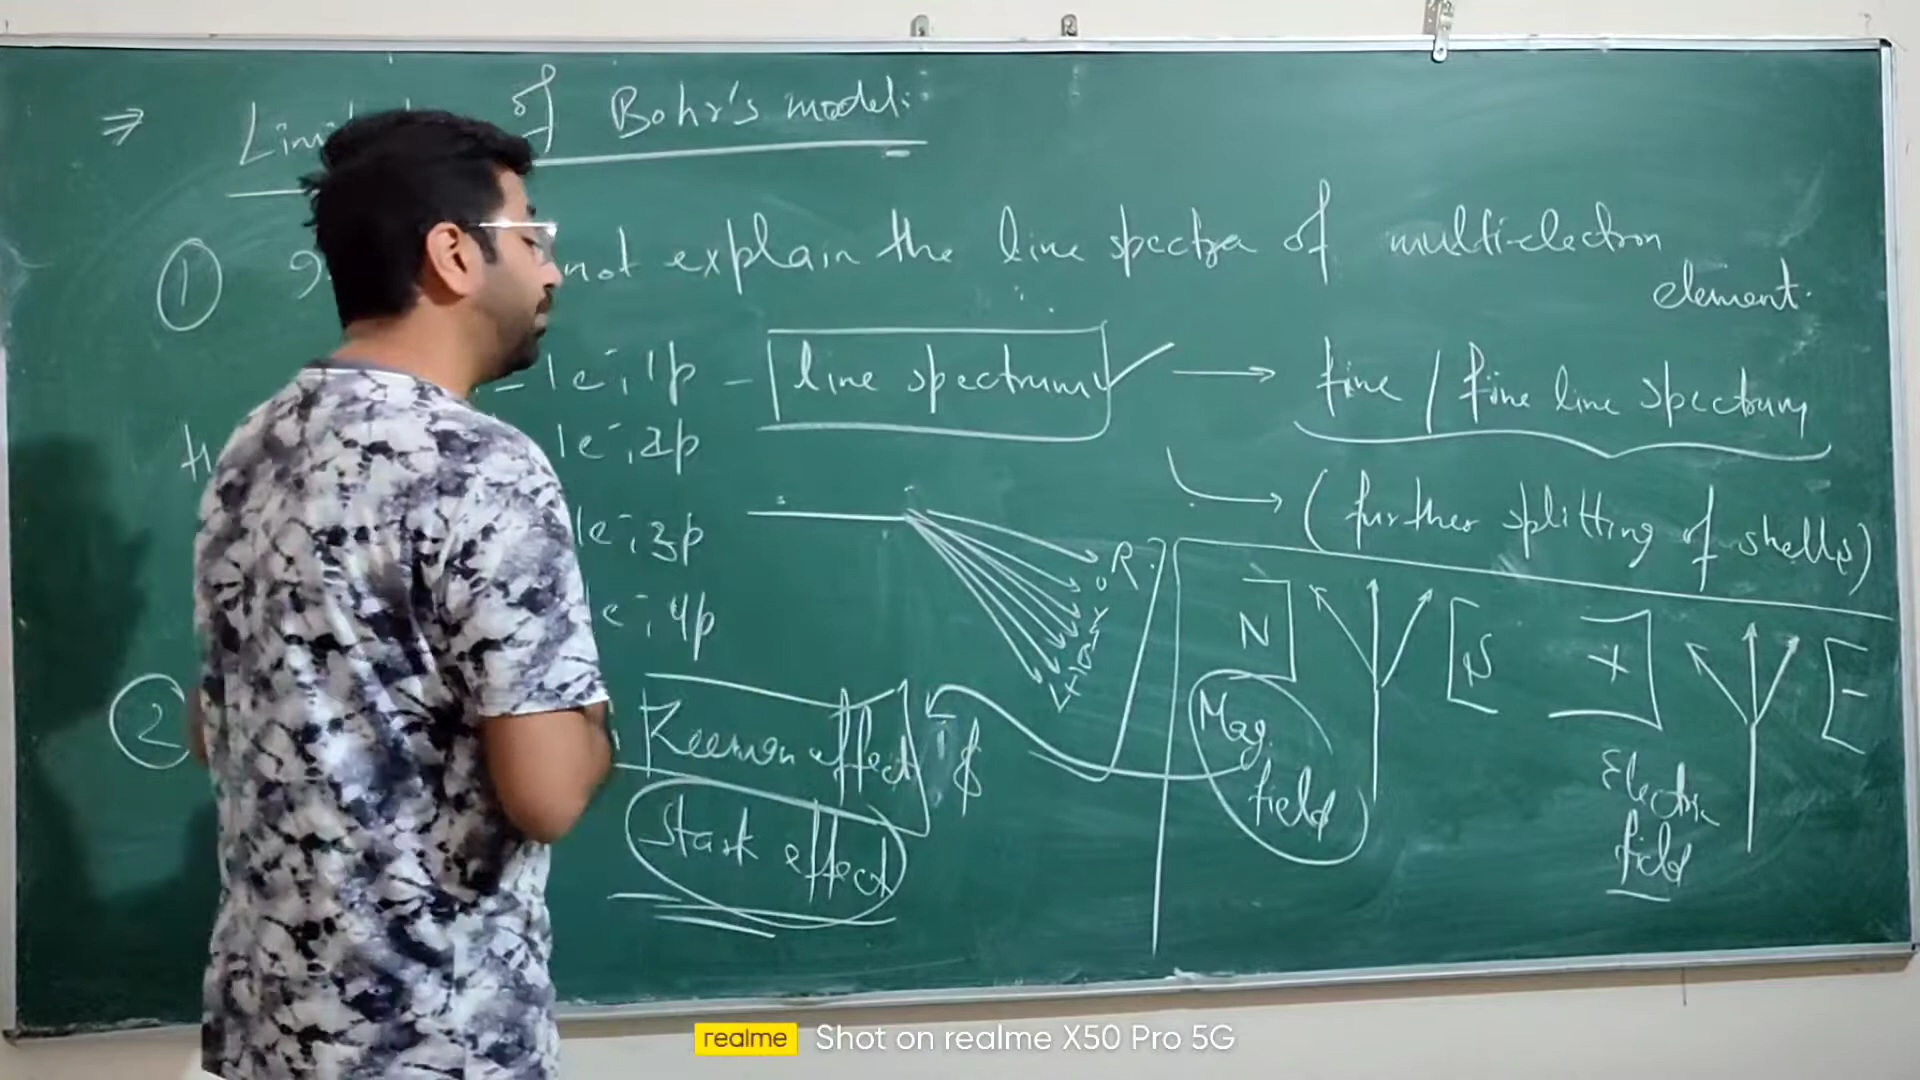 ⇒ of Bohr's model:
① not explain the line spectra of multi-electron
element.
- 1e⁻, 1p - line spectrum → fine / fine line spectrum
1e⁻, 2p
(further splitting of shells)
1e⁻, 3p
R
e⁻, 4p
N S + -
② Zeeman effect &
Mag. field
Stark effect
Electric field
realme Shot on realme X50 Pro 5G